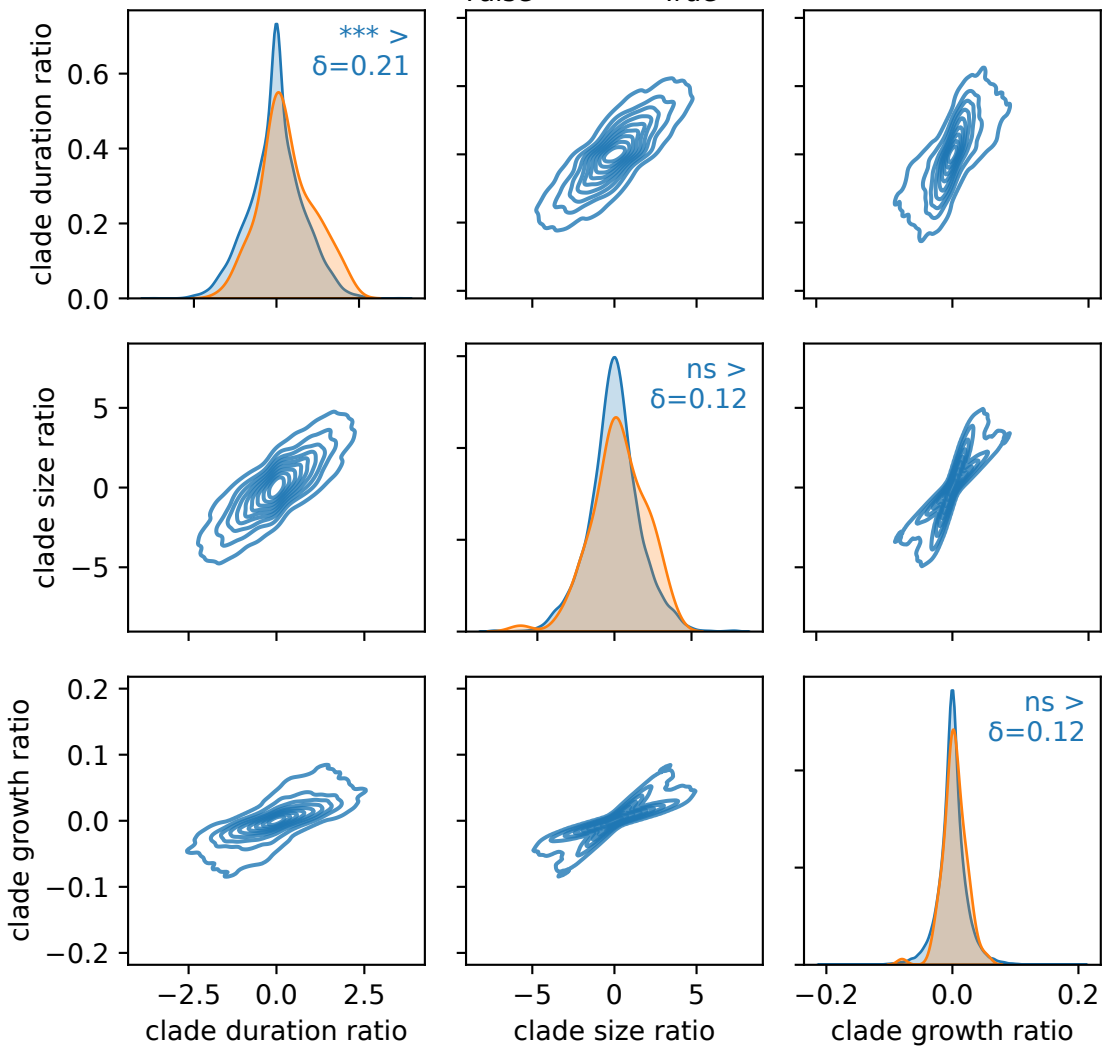 *** >
δ=0.21
clade duration ratio
0.6
0.4
0.2
0.0
ns >
δ=0.12
clade size ratio
5
0
−5
ns >
δ=0.12
clade growth ratio
0.2
0.1
0.0
−0.1
−0.2
−2.5 0.0 2.5 −5 0 5 −0.2 0.0 0.2
clade duration ratio clade size ratio clade growth ratio